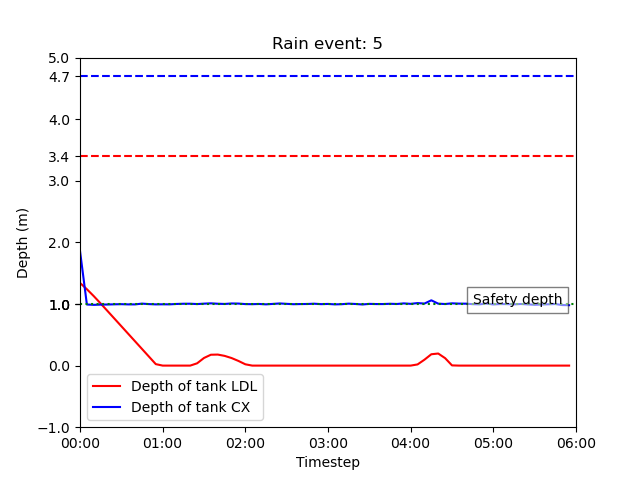 Rain event: 5
5.0
4.7
4.0
3.4
3.0
2.0
1.0
0.0
−1.0
Depth (m)
Safety depth
Depth of tank LDL
Depth of tank CX
00:00 01:00 02:00 03:00 04:00 05:00 06:00
Timestep